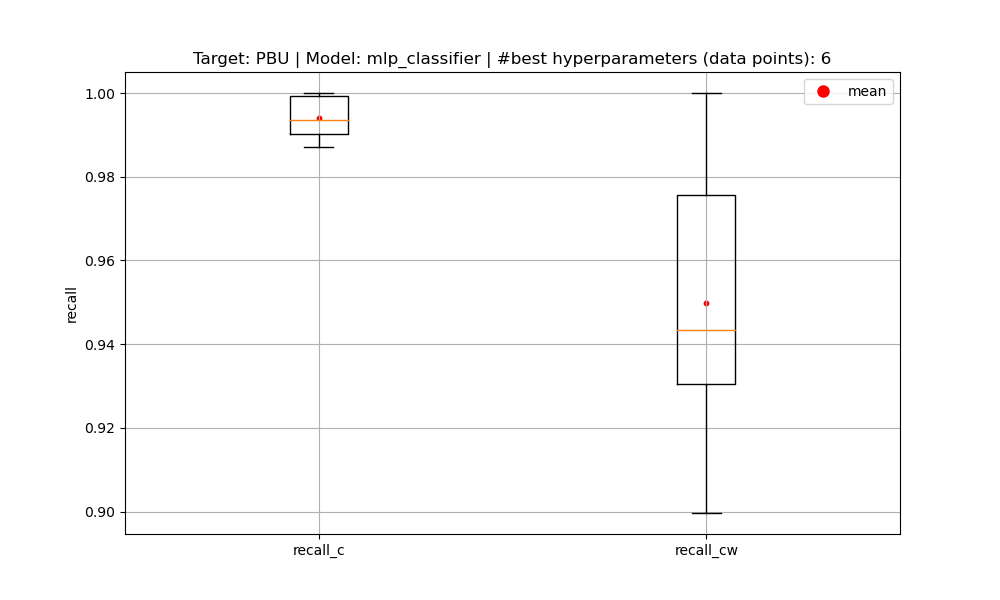 Target: PBU | Model: mlp_classifier | #best hyperparameters (data points): 6
mean
1.00
0.98
0.96
0.94
0.92
0.90
recall
recall_c
recall_cw